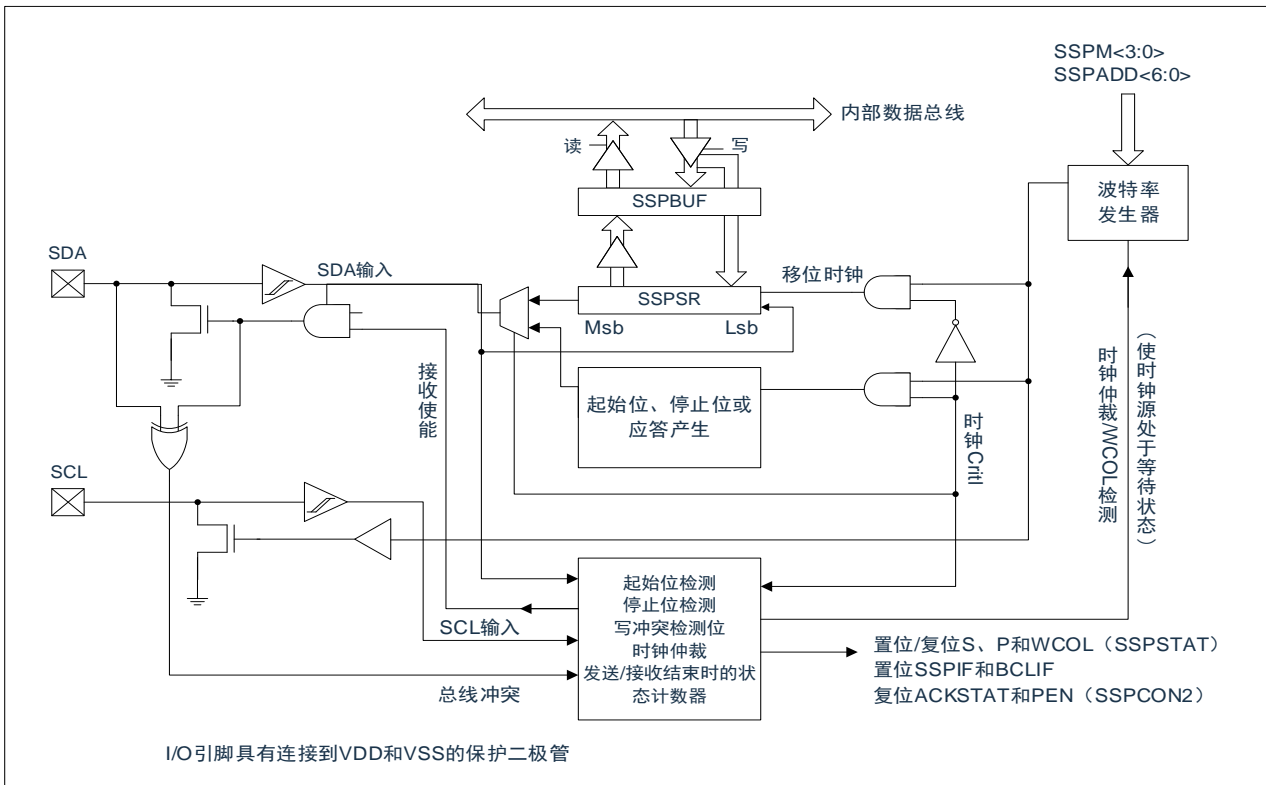 SSPM<3:0>
SSPADD<6:0>
内部数据总线
读
写
SSPBUF
波特率
发生器
SDA
SDA输入
移位时钟
SSPSR
Msb
Lsb
接收使能
起始位、停止位或
应答产生
时钟Critl
时钟仲裁/WCOL检测
（使时钟源处于等待状态）
SCL
起始位检测
停止位检测
写冲突检测位
时钟仲裁
发送/接收结束时的状
态计数器
SCL输入
总线冲突
置位/复位S、P和WCOL（SSPSTAT）
置位SSPIF和BCLIF
复位ACKSTAT和PEN（SSPCON2）
I/O引脚具有连接到VDD和VSS的保护二极管